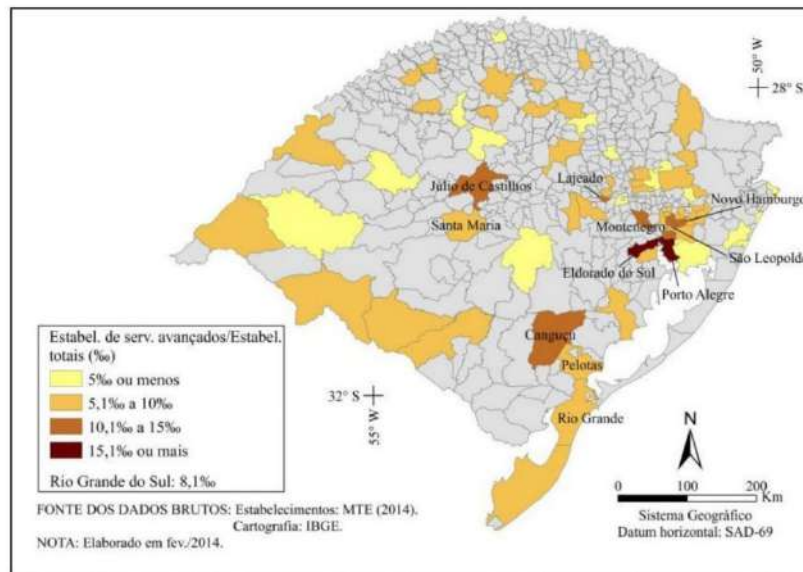 50° W
28° S
Lajeado
Júlio de Castilhos
Novo Hamburgo
Santa Maria
Montenegro
São Leopoldo
Eldorado do Sul
Porto Alegre
Canguçu
Pelotas
Rio Grande
32° S
55° W
Estabel. de serv. avançados/Estabel.
totais (‰)
5‰ ou menos
5,1‰ a 10‰
10,1‰ a 15‰
15,1‰ ou mais
Rio Grande do Sul: 8,1‰
N
0 100 200
Km
Sistema Geográfico
Datum horizontal: SAD-69
FONTE DOS DADOS BRUTOS: Estabelecimentos: MTE (2014).
Cartografia: IBGE.
NOTA: Elaborado em fev./2014.